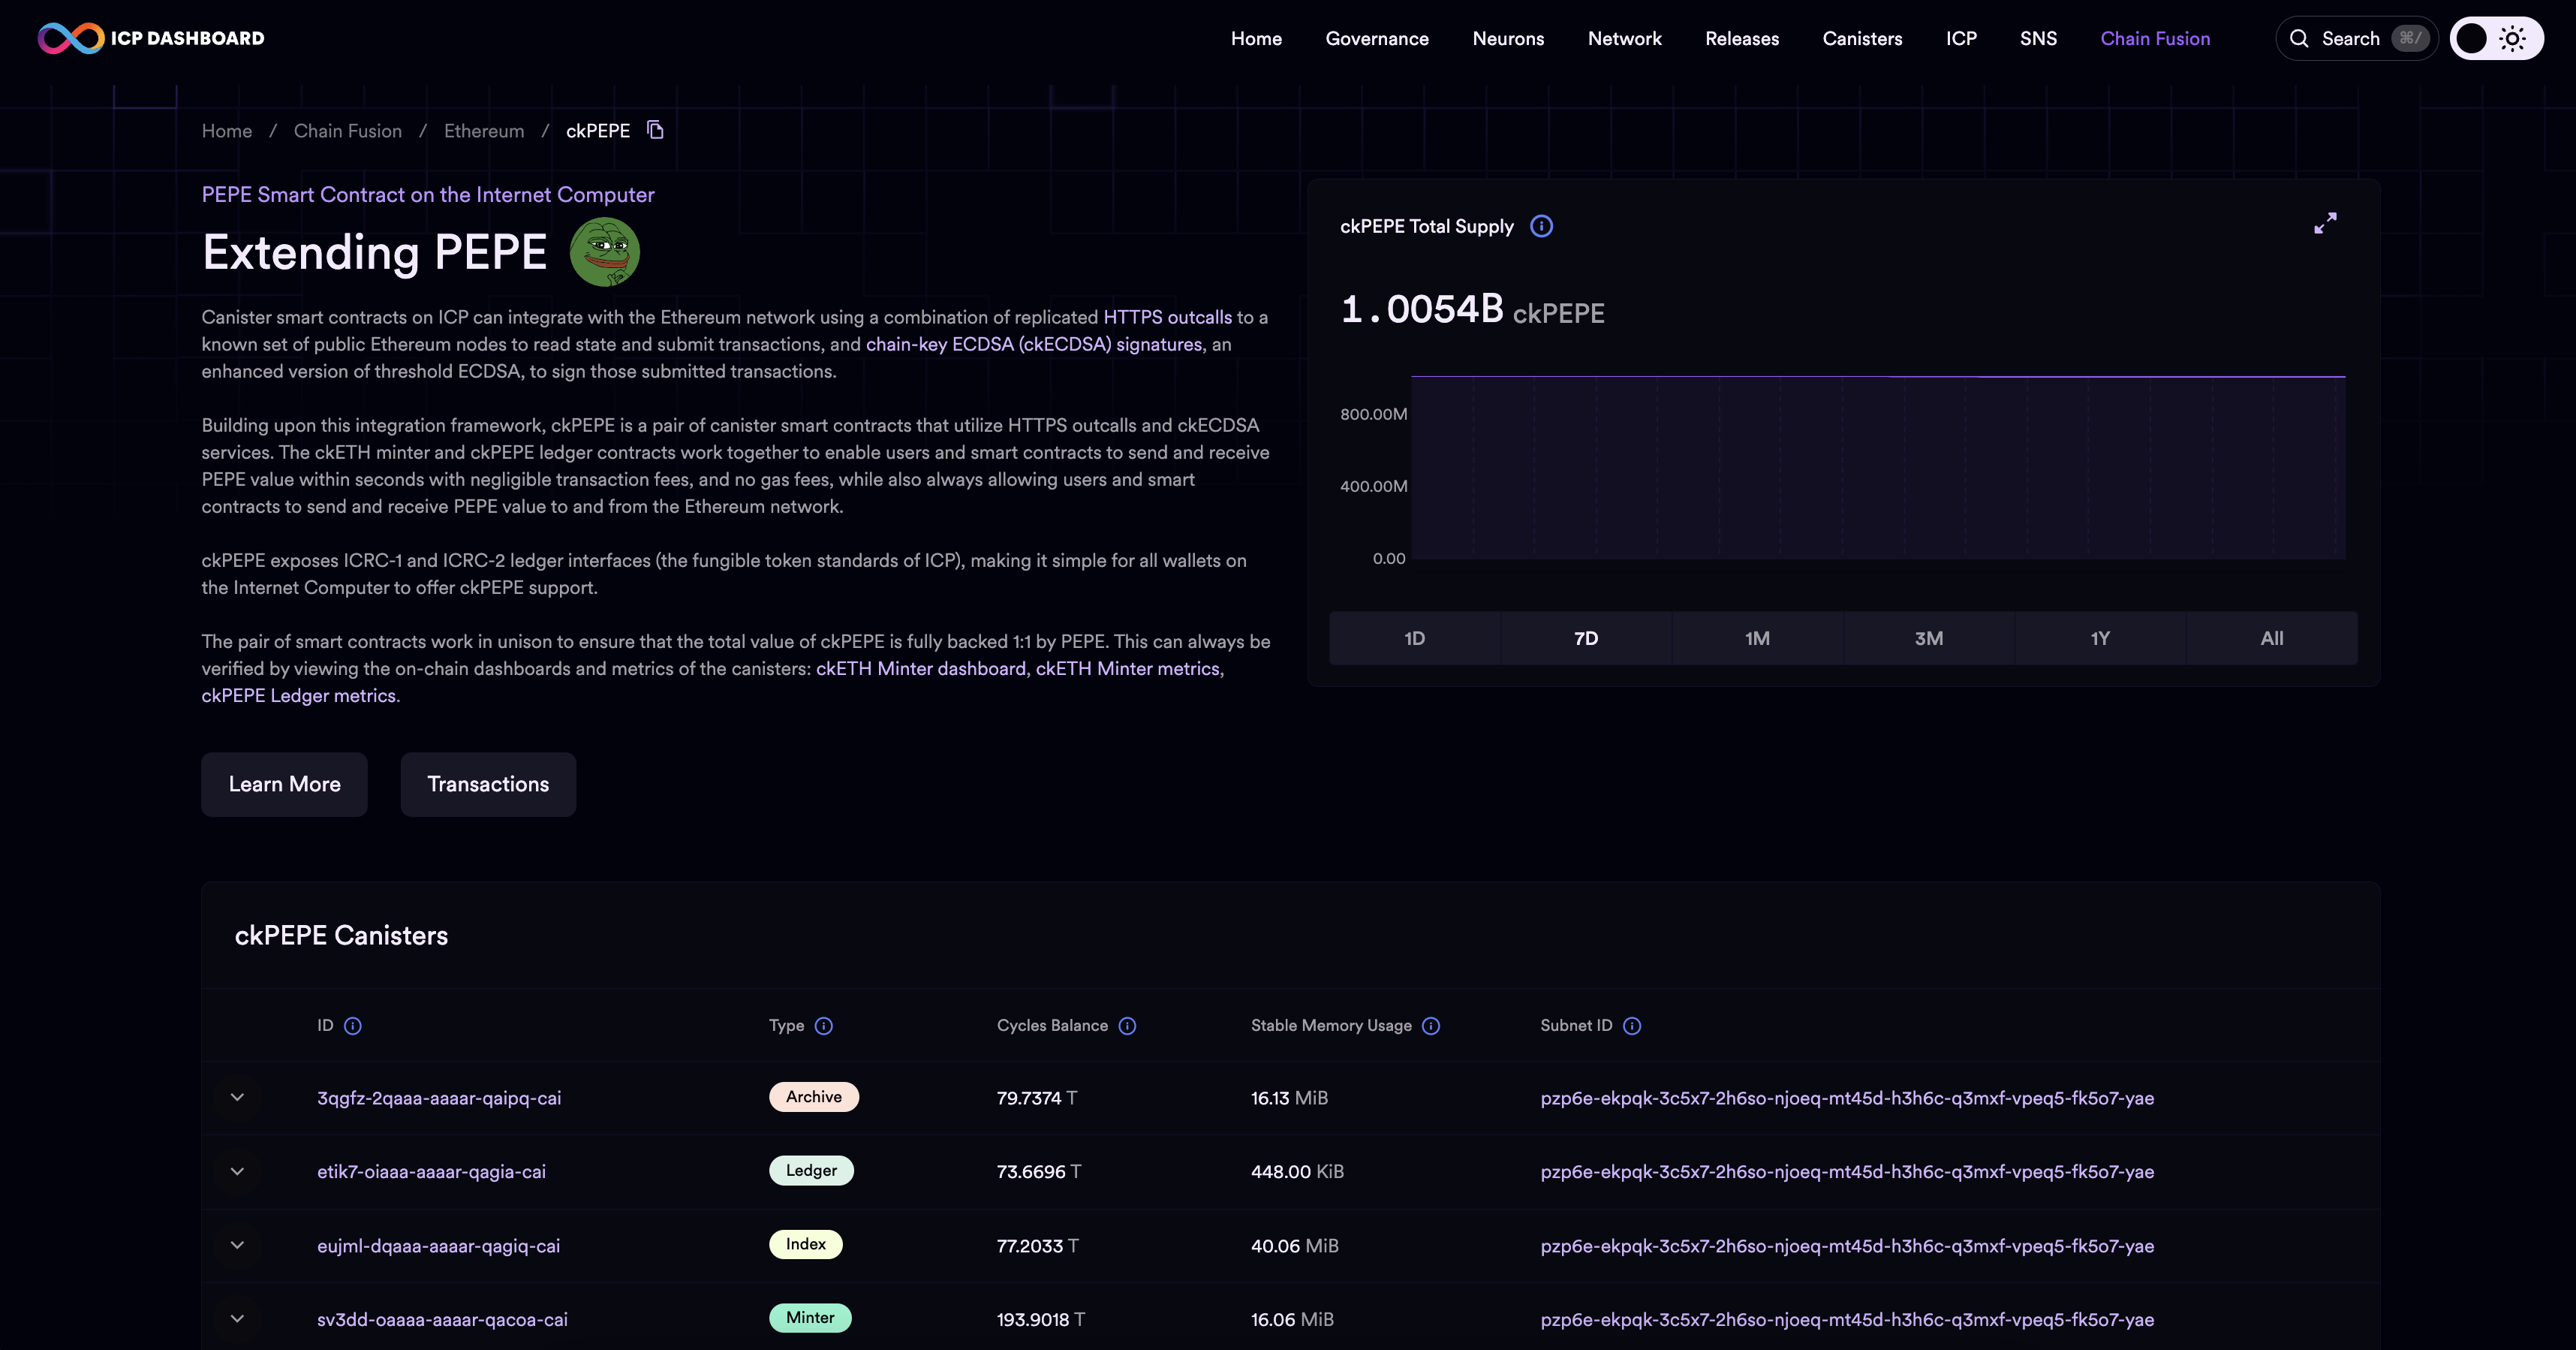 ICP DASHBOARD
Home Governance Neurons Network Releases Canisters ICP SNS Chain Fusion Search ⌘/
Home / Chain Fusion / Ethereum / ckPEPE
PEPE Smart Contract on the Internet Computer
Extending PEPE
Canister smart contracts on ICP can integrate with the Ethereum network using a combination of replicated HTTPS outcalls to a
known set of public Ethereum nodes to read state and submit transactions, and chain-key ECDSA (ckECDSA) signatures, an
enhanced version of threshold ECDSA, to sign those submitted transactions.
Building upon this integration framework, ckPEPE is a pair of canister smart contracts that utilize HTTPS outcalls and ckECDSA
services. The ckETH minter and ckPEPE ledger contracts work together to enable users and smart contracts to send and receive
PEPE value within seconds with negligible transaction fees, and no gas fees, while also always allowing users and smart
contracts to send and receive PEPE value to and from the Ethereum network.
ckPEPE exposes ICRC-1 and ICRC-2 ledger interfaces (the fungible token standards of ICP), making it simple for all wallets on
the Internet Computer to offer ckPEPE support.
The pair of smart contracts work in unison to ensure that the total value of ckPEPE is fully backed 1:1 by PEPE. This can always be
verified by viewing the on-chain dashboards and metrics of the canisters: ckETH Minter dashboard, ckETH Minter metrics,
ckPEPE Ledger metrics.
Learn More Transactions
ckPEPE Total Supply
1.0054B ckPEPE
800.00M
400.00M
0.00
1D 7D 1M 3M 1Y All
ckPEPE Canisters
ID Type Cycles Balance Stable Memory Usage Subnet ID
3qgfz-2qaaa-aaaar-qaipq-cai Archive 79.7374 T 16.13 MiB pzp6e-ekpqk-3c5x7-2h6so-njoeq-mt45d-h3h6c-q3mxf-vpeq5-fk5o7-yae
etik7-oiaaa-aaaar-qagia-cai Ledger 73.6696 T 448.00 KiB pzp6e-ekpqk-3c5x7-2h6so-njoeq-mt45d-h3h6c-q3mxf-vpeq5-fk5o7-yae
eujml-dqaaa-aaaar-qagiq-cai Index 77.2033 T 40.06 MiB pzp6e-ekpqk-3c5x7-2h6so-njoeq-mt45d-h3h6c-q3mxf-vpeq5-fk5o7-yae
sv3dd-oaaaa-aaaar-qacoa-cai Minter 193.9018 T 16.06 MiB pzp6e-ekpqk-3c5x7-2h6so-njoeq-mt45d-h3h6c-q3mxf-vpeq5-fk5o7-yae